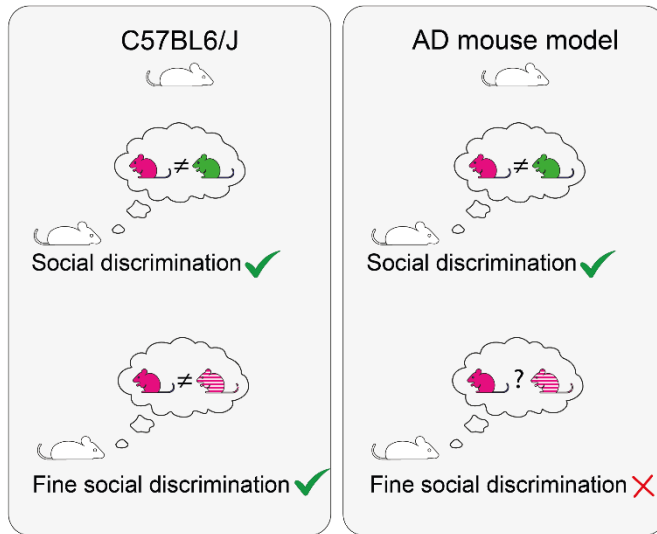 C57BL6/J
≠
Social discrimination
≠
Fine social discrimination
AD mouse model
≠
Social discrimination
?
Fine social discrimination